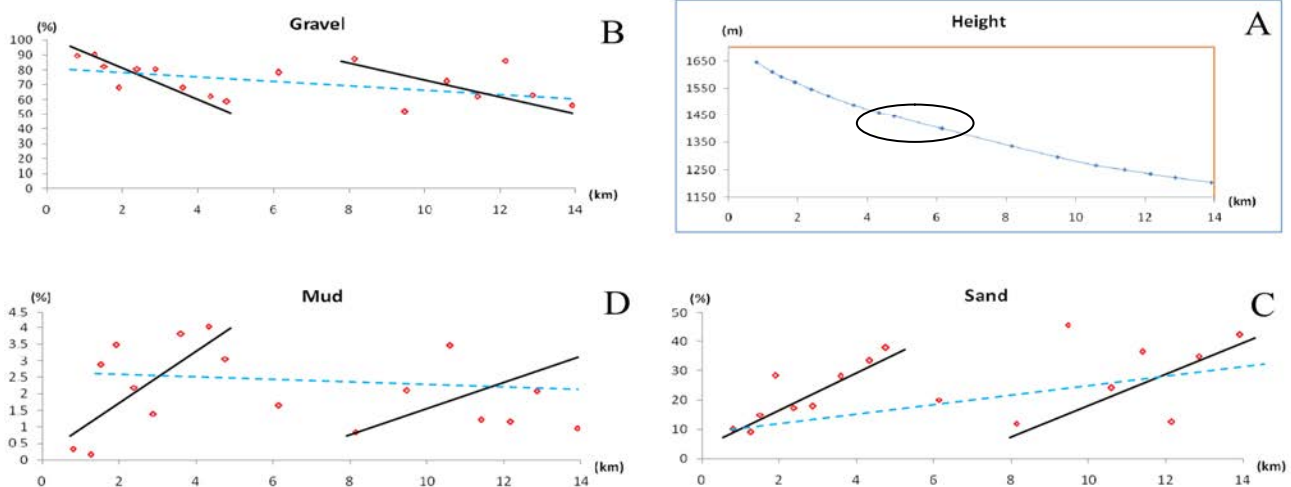 Gravel
B
(%)
100
90
80
70
60
50
40
30
20
10
0
0 2 4 6 8 10 12 14
(km)
Height
A
(m)
1650
1550
1450
1350
1250
1150
0 2 4 6 8 10 12 14
(km)
Mud
D
(%)
4.5
4
3.5
3
2.5
2
1.5
1
0.5
0
0 2 4 6 8 10 12 14
(km)
Sand
C
(%)
50
40
30
20
10
0
0 2 4 6 8 10 12 14
(km)